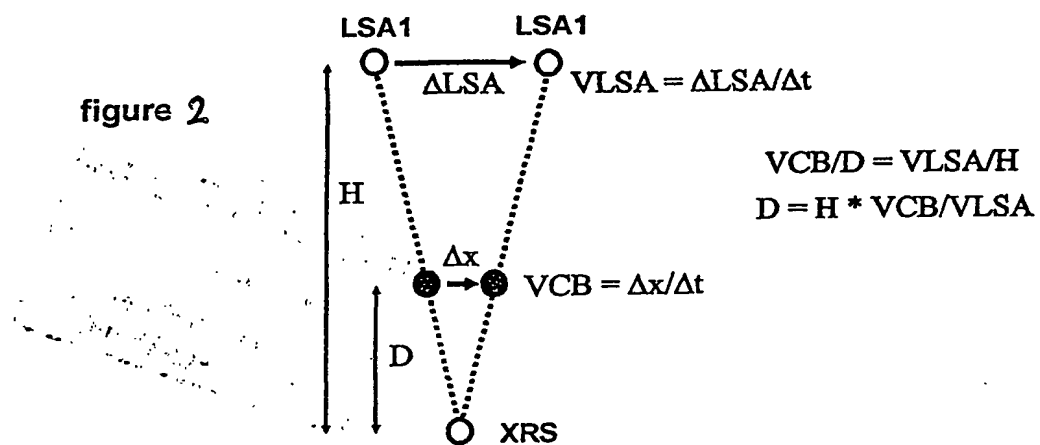 LSA1 LSA1
ΔLSA
VLSA = ΔLSA/Δt
figure 2
VCB/D = VLSA/H
H
D = H * VCB/VLSA
Δx
VCB = Δx/Δt
D
XRS